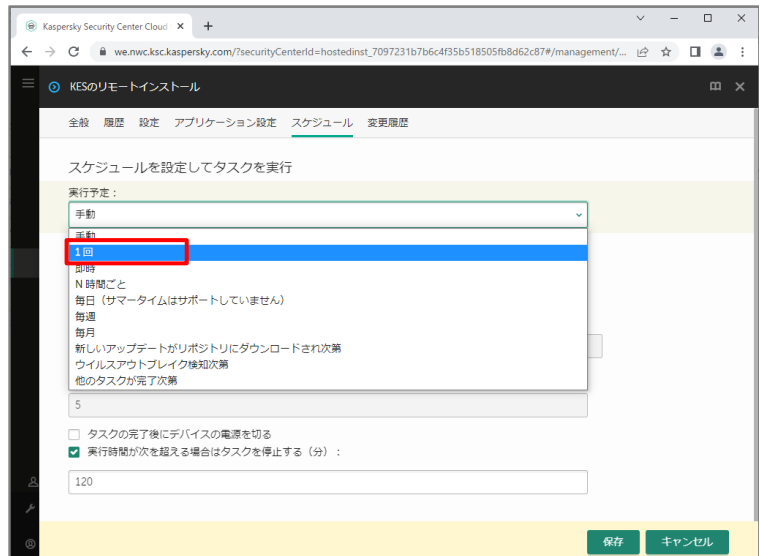 Kaspersky Security Center Cloud
we.nwc.ksc.kaspersky.com/?securityCenterId=hostedinst_7097231b7b6c4f35b518505fb8d62c87#/management/...
KESのリモートインストール
全般 履歴 設定 アプリケーション設定 スケジュール 変更履歴
スケジュールを設定してタスクを実行
実行予定：
手動
手動
1 回
即時
N 時間ごと
毎日（サマータイムはサポートしていません）
毎週
毎月
新しいアップデートがリポジトリにダウンロードされ次第
ウイルスアウトブレイク検知次第
他のタスクが完了次第
5
タスクの完了後にデバイスの電源を切る
実行時間が次を超える場合はタスクを停止する（分）：
120
保存 キャンセル